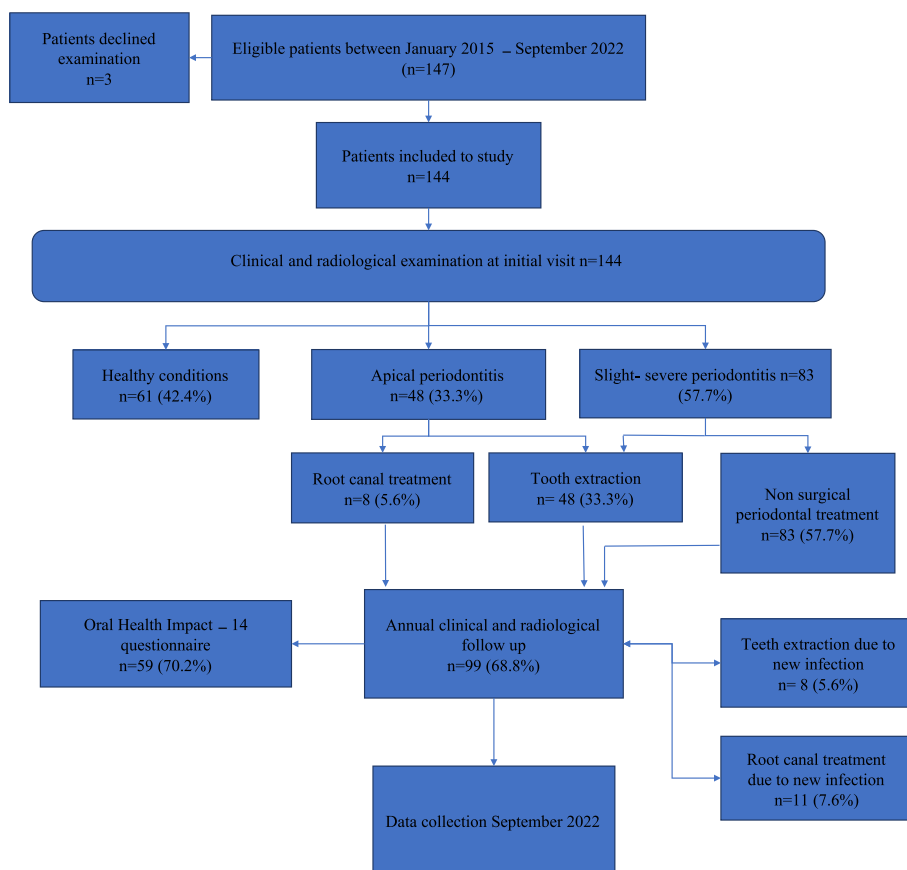 Patients declined
examination
n=3
Eligible patients between January 2015 – September 2022
(n=147)
Patients included to study
n=144
Clinical and radiological examination at initial visit n=144
Healthy conditions
n=61 (42.4%)
Apical periodontitis
n=48 (33.3%)
Slight- severe periodontitis n=83
(57.7%)
Root canal treatment
n=8 (5.6%)
Tooth extraction
n= 48 (33.3%)
Non surgical
periodontal treatment
n=83 (57.7%)
Oral Health Impact – 14
questionnaire
n=59 (70.2%)
Annual clinical and radiological
follow up
n=99 (68.8%)
Teeth extraction due to
new infection
n= 8 (5.6%)
Root canal treatment
due to new infection
n=11 (7.6%)
Data collection September 2022